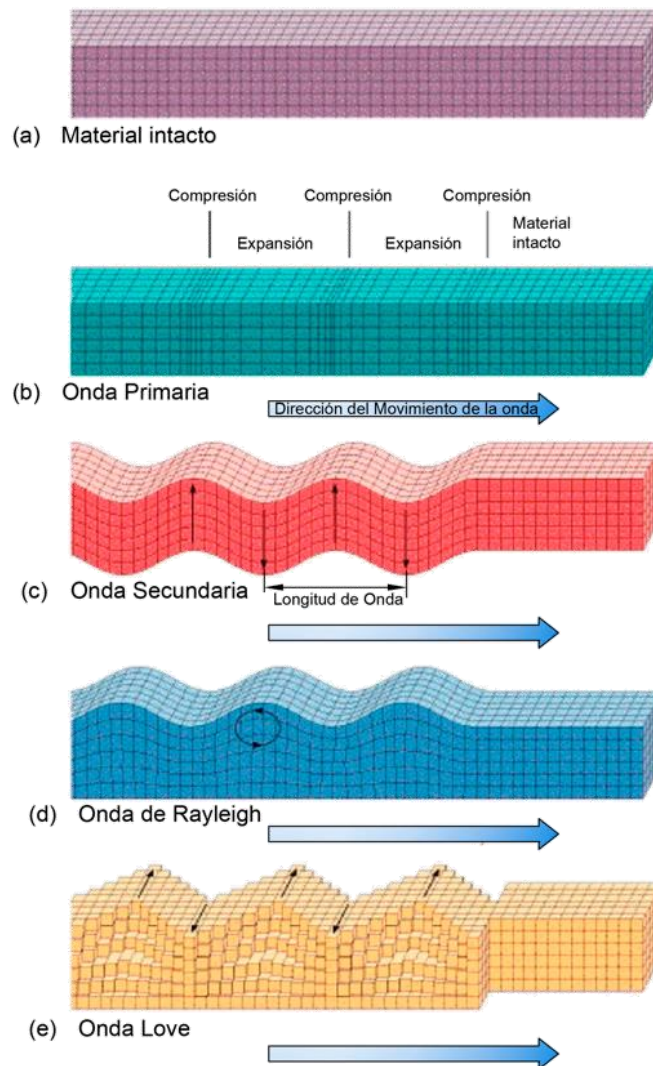 (a) Material intacto
Compresión Compresión Compresión
Expansión Expansión Material
intacto
(b) Onda Primaria
Dirección del Movimiento de la onda
(c) Onda Secundaria
Longitud de Onda
(d) Onda de Rayleigh
(e) Onda Love